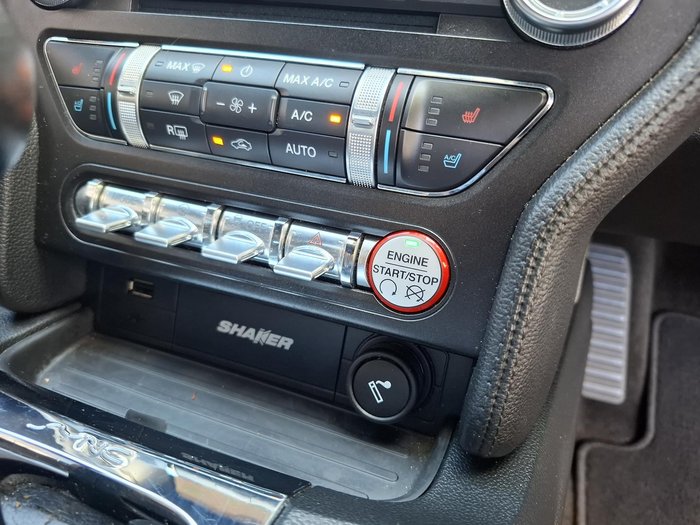 MAX
MAX A/C
A/C
R
AUTO
A/C
ENGINE
START/STOP
SHAKER